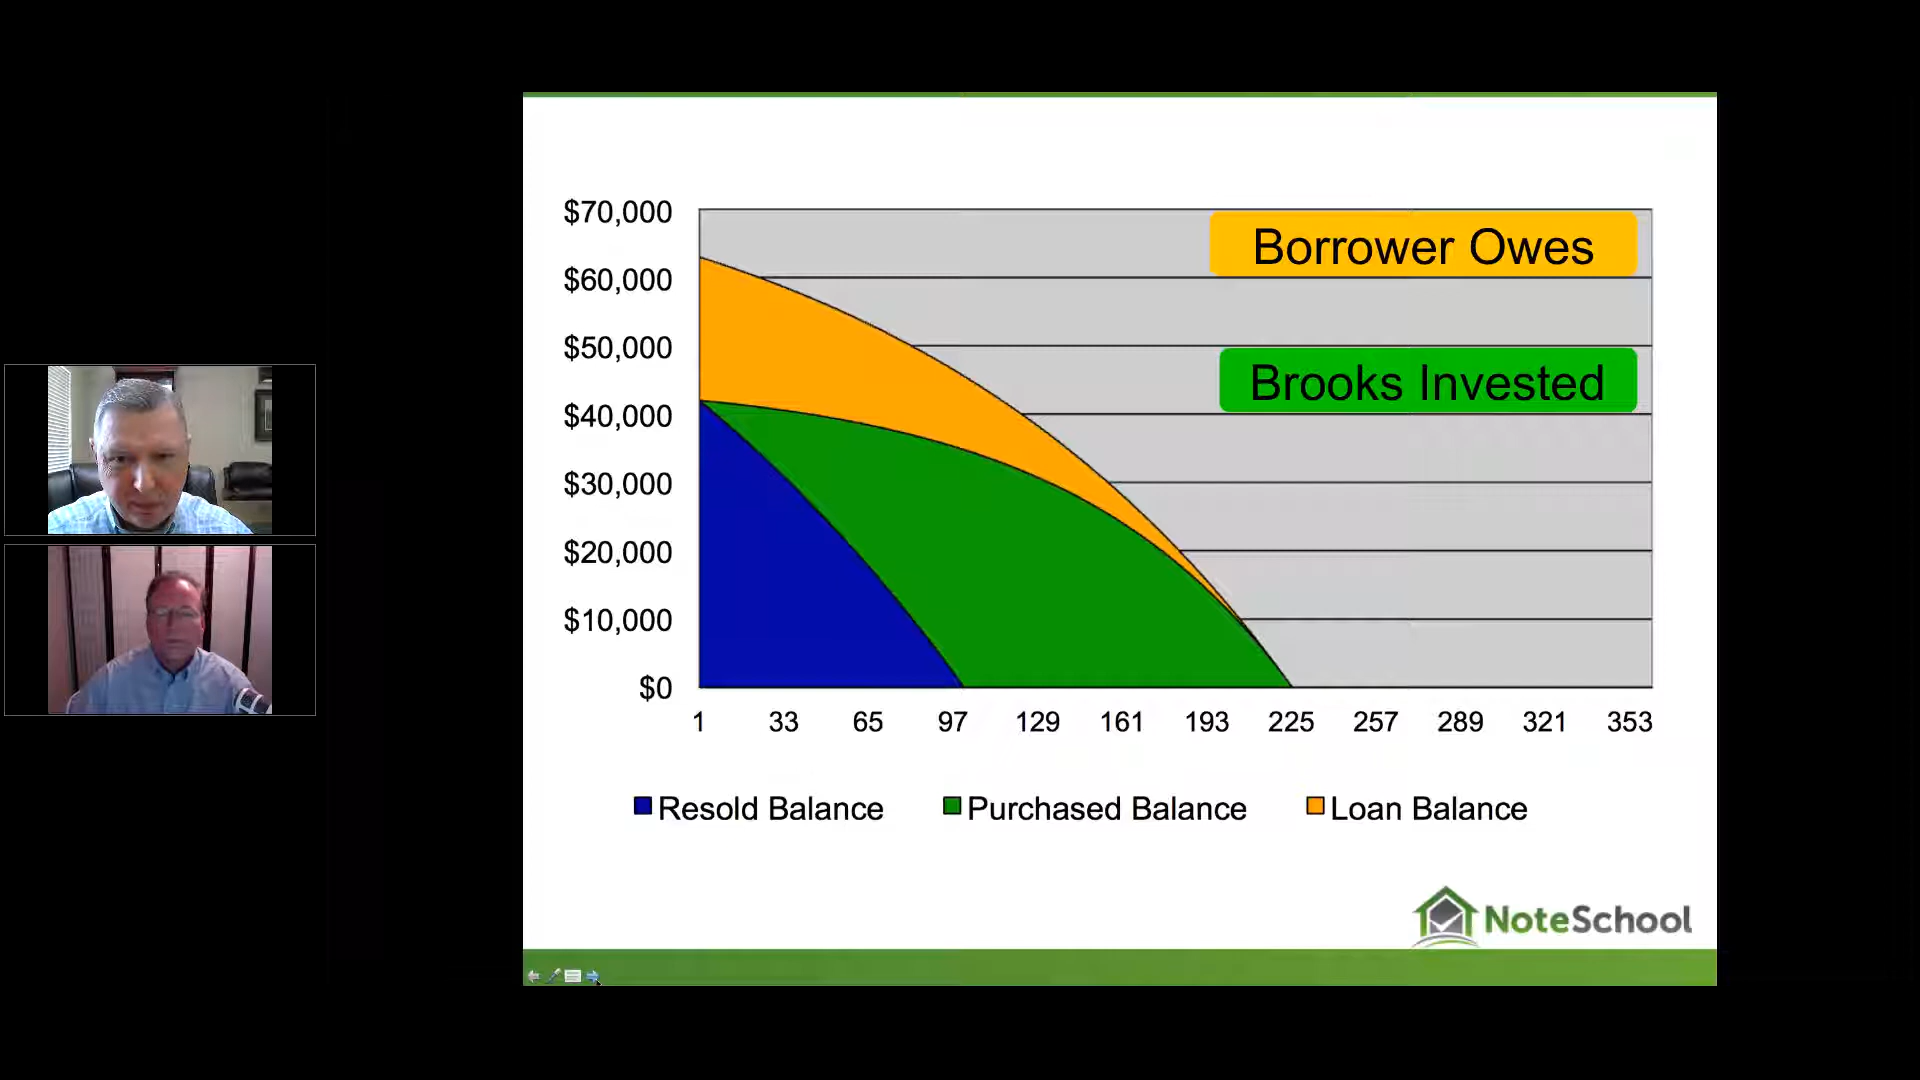 $70,000
Borrower Owes
$60,000
$50,000
Brooks Invested
$40,000
$30,000
$20,000
$10,000
$0
1 33 65 97 129 161 193 225 257 289 321 353
Resold Balance Purchased Balance Loan Balance
NoteSchool